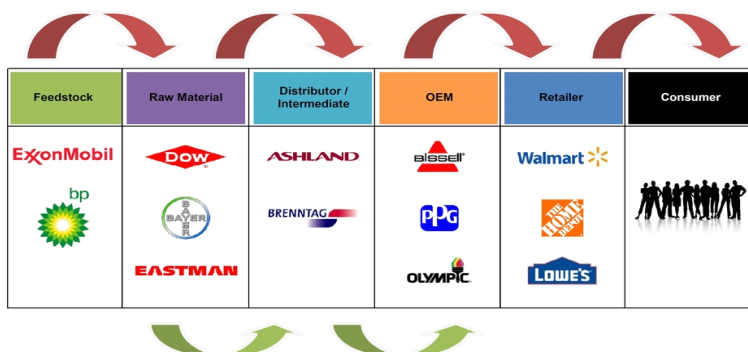 Feedstock
Raw Material
Distributor /
Intermediate
OEM
Retailer
Consumer
ExxonMobil
bp
Dow
BAYER
BAYER
EASTMAN
ASHLAND
BRENNTAG
BISSELL
PPG
OLYMPIC
Walmart
THE
HOME
DEPOT
LOWE'S